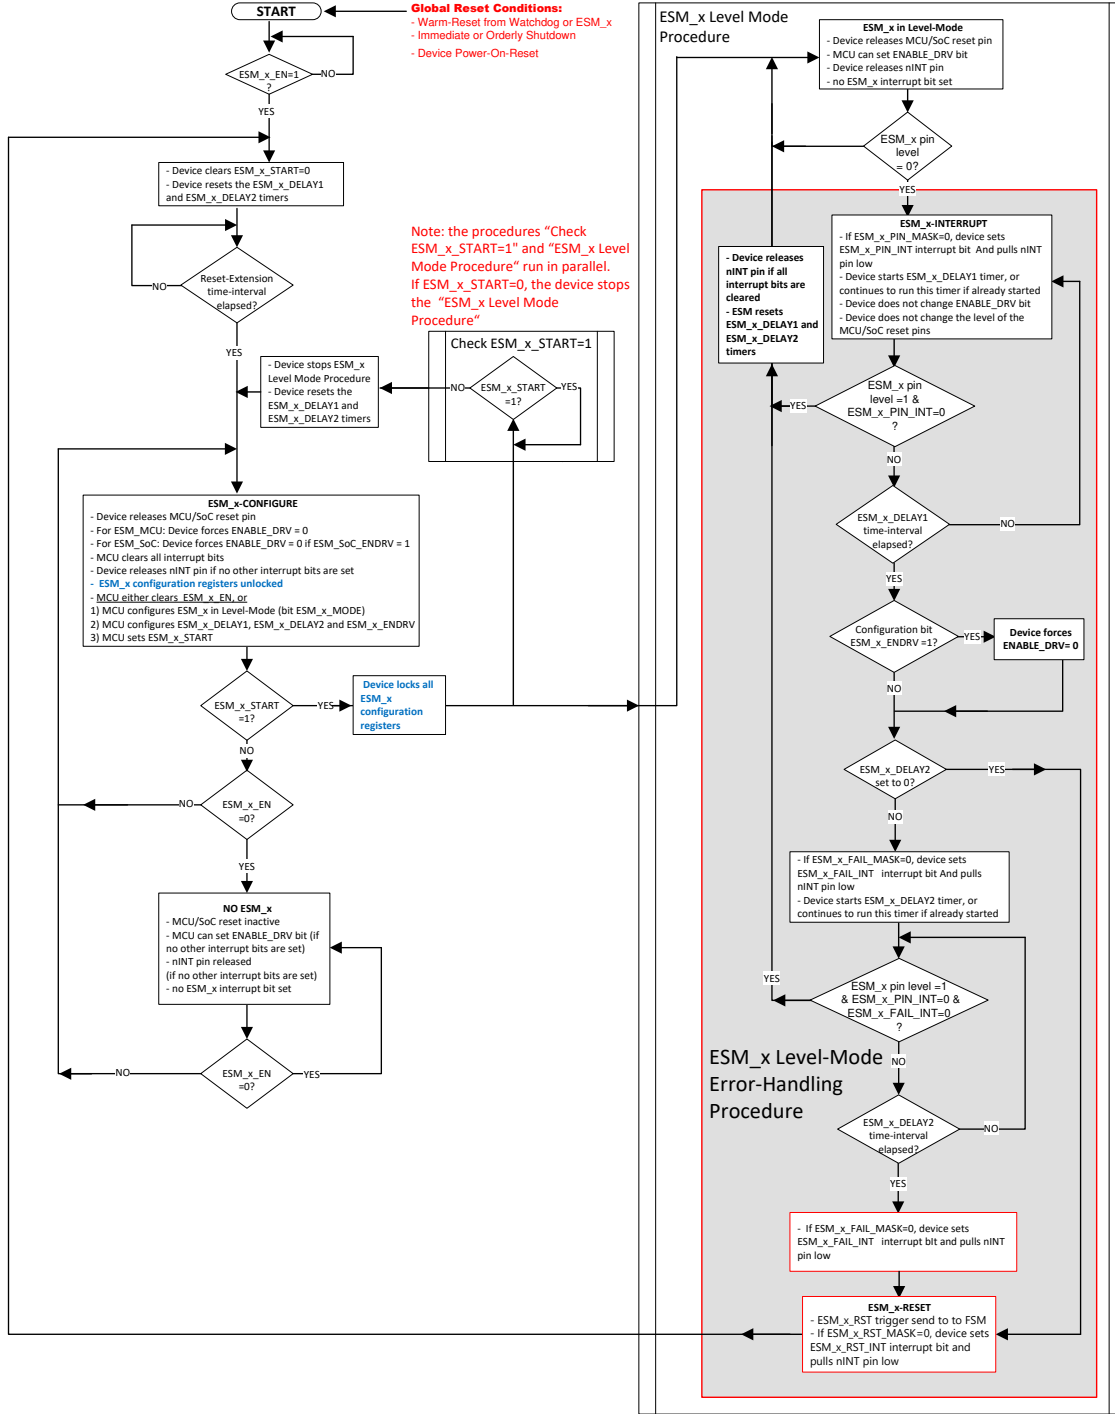 START
Global Reset Conditions:
- Warm-Reset from Watchdog or ESM_x
- Immediate or Orderly Shutdown
- Device Power-On-Reset
ESM_x_EN=1
?
NO
YES
- Device clears ESM_x_START=0
- Device resets the ESM_x_DELAY1
and ESM_x_DELAY2 timers
Reset-Extension
time-interval
elapsed?
NO
YES
Note: the procedures "Check
ESM_x_START=1" and "ESM_x Level
Mode Procedure" run in parallel.
If ESM_x_START=0, the device stops
the "ESM_x Level Mode
Procedure"
Check ESM_x_START=1
ESM_x_START
=1?
NO
YES
- Device stops ESM_x
Level Mode Procedure
- Device resets the
ESM_x_DELAY1 and
ESM_x_DELAY2 timers
ESM_x-CONFIGURE
- Device releases MCU/SoC reset pin
- For ESM_MCU: Device forces ENABLE_DRV = 0
- For ESM_SoC: Device forces ENABLE_DRV = 0 if ESM_SoC_ENDRV = 1
- MCU clears all interrupt bits
- Device releases nINT pin if no other interrupt bits are set
- ESM_x configuration registers unlocked
- MCU either clears ESM_x_EN, or
1) MCU configures ESM_x in Level-Mode (bit ESM_x_MODE)
2) MCU configures ESM_x_DELAY1, ESM_x_DELAY2 and ESM_x_ENDRV
3) MCU sets ESM_x_START
ESM_x_START
=1?
YES
NO
Device locks all
ESM_x
configuration
registers
ESM_x_EN
=0?
NO
YES
NO ESM_x
- MCU/SoC reset inactive
- MCU can set ENABLE_DRV bit (if
no other interrupt bits are set)
- nINT pin released
(if no other interrupt bits are set)
- no ESM_x interrupt bit set
ESM_x_EN
=0?
NO
YES
ESM_x Level Mode
Procedure
ESM_x in Level-Mode
- Device releases MCU/SoC reset pin
- MCU can set ENABLE_DRV bit
- Device releases nINT pin
- no ESM_x interrupt bit set
ESM_x pin
level
= 0?
YES
ESM_x-INTERRUPT
- If ESM_x_PIN_MASK=0, device sets
ESM_x_PIN_INT interrupt bit And pulls nINT
pin low
- Device starts ESM_x_DELAY1 timer, or
continues to run this timer if already started
- Device does not change ENABLE_DRV bit
- Device does not change the level of the
MCU/SoC reset pins
- Device releases
nINT pin if all
interrupt bits are
cleared
- ESM resets
ESM_x_DELAY1 and
ESM_x_DELAY2
timers
ESM_x pin
level =1 &
ESM_x_PIN_INT=0
?
YES
NO
ESM_x_DELAY1
time-interval
elapsed?
NO
YES
Configuration bit
ESM_x_ENDRV =1?
YES
NO
Device forces
ENABLE_DRV= 0
ESM_x_DELAY2
set to 0?
YES
NO
- If ESM_x_FAIL_MASK=0, device sets
ESM_x_FAIL_INT interrupt bit And pulls
nINT pin low
- Device starts ESM_x_DELAY2 timer, or
continues to run this timer if already started
ESM_x pin level =1
& ESM_x_PIN_INT=0 &
ESM_x_FAIL_INT=0
?
YES
NO
ESM_x Level-Mode
Error-Handling
Procedure
ESM_x_DELAY2
time-interval
elapsed?
NO
YES
- If ESM_x_FAIL_MASK=0, device sets
ESM_x_FAIL_INT interrupt bIt and pulls nINT
pin low
ESM_x-RESET
- ESM_x_RST trigger send to to FSM
- If ESM_x_RST_MASK=0, device sets
ESM_x_RST_INT interrupt bit and
pulls nINT pin low